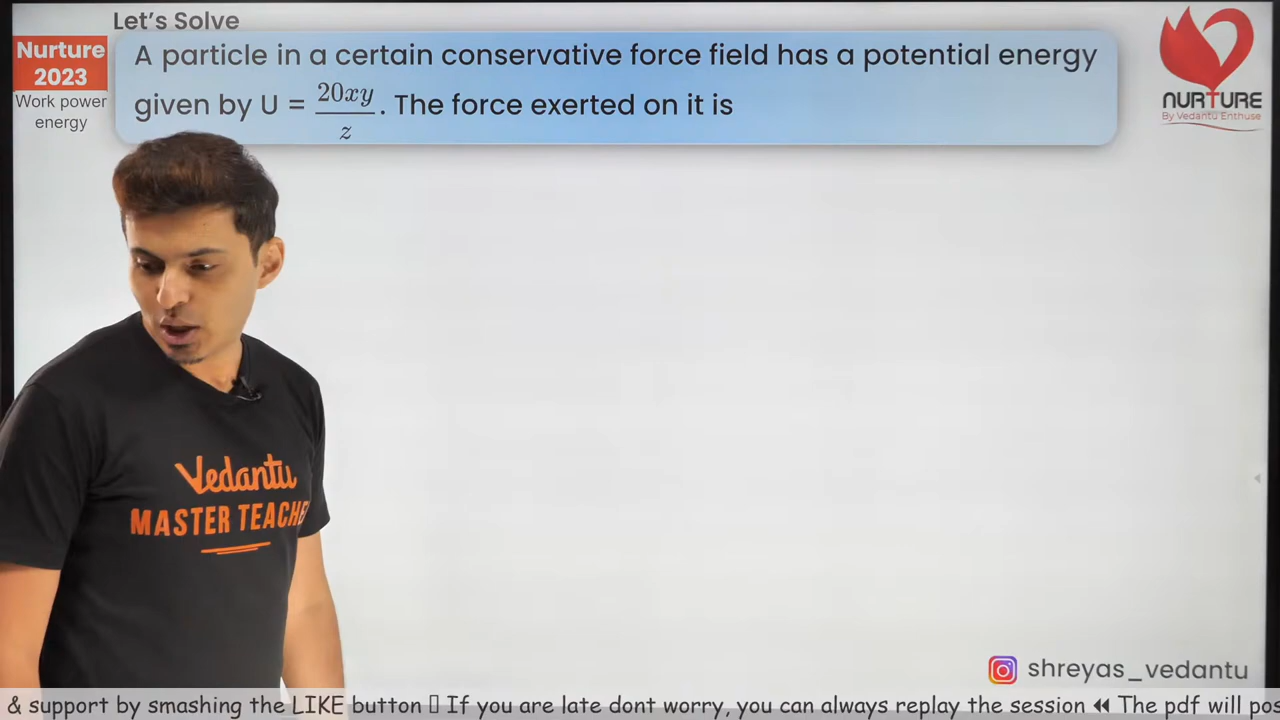 Let's Solve
Nurture
2023
Work power
energy
A particle in a certain conservative force field has a potential energy
given by U = 20xy/z. The force exerted on it is
NURTURE
By Vedantu Enthuse
Vedantu
MASTER TEACHE
shreyas_vedantu
& support by smashing the LIKE button If you are late dont worry, you can always replay the session ⏪ The pdf will pos